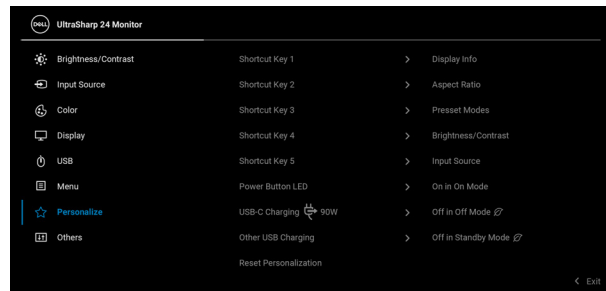 DELL UltraSharp 24 Monitor
Brightness/Contrast Shortcut Key 1 > Display Info
Input Source Shortcut Key 2 > Aspect Ratio
Color Shortcut Key 3 > Presset Modes
Display Shortcut Key 4 > Brightness/Contrast
USB Shortcut Key 5 > Input Source
Menu Power Button LED > On in On Mode
Personalize USB-C Charging 90W > Off in Off Mode
Others Other USB Charging > Off in Standby Mode
Reset Personalization
< Exit